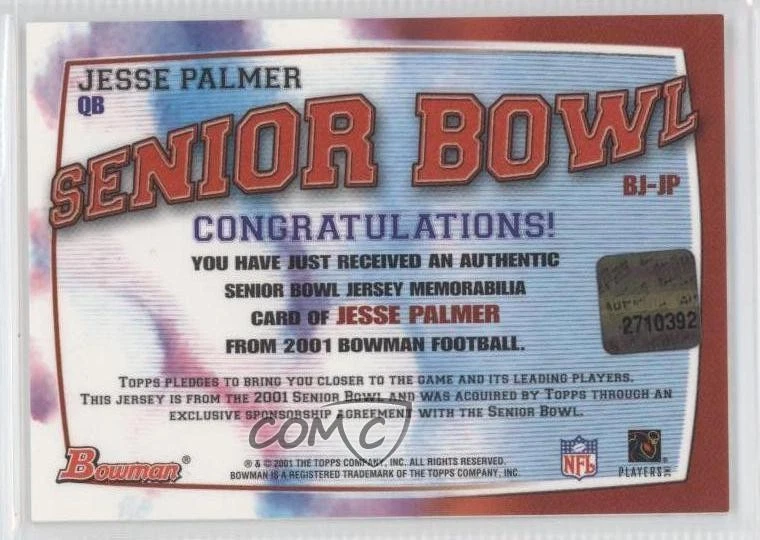 JESSE PALMER
QB
SENIOR BOWL
BJ-JP
CONGRATULATIONS!
YOU HAVE JUST RECEIVED AN AUTHENTIC
SENIOR BOWL JERSEY MEMORABILIA
CARD OF JESSE PALMER
FROM 2001 BOWMAN FOOTBALL.
2710392
TOPPS PLEDGES TO BRING YOU CLOSER TO THE GAME AND ITS LEADING PLAYERS.
THIS JERSEY IS FROM THE 2001 SENIOR BOWL AND WAS ACQUIRED BY TOPPS THROUGH AN
EXCLUSIVE SPONSORSHIP AGREEMENT WITH THE SENIOR BOWL.
COMC
Bowman®
® & © 2001 THE TOPPS COMPANY, INC. ALL RIGHTS RESERVED.
BOWMAN IS A REGISTERED TRADEMARK OF THE TOPPS COMPANY, INC.
NFL
PLAYERS INC